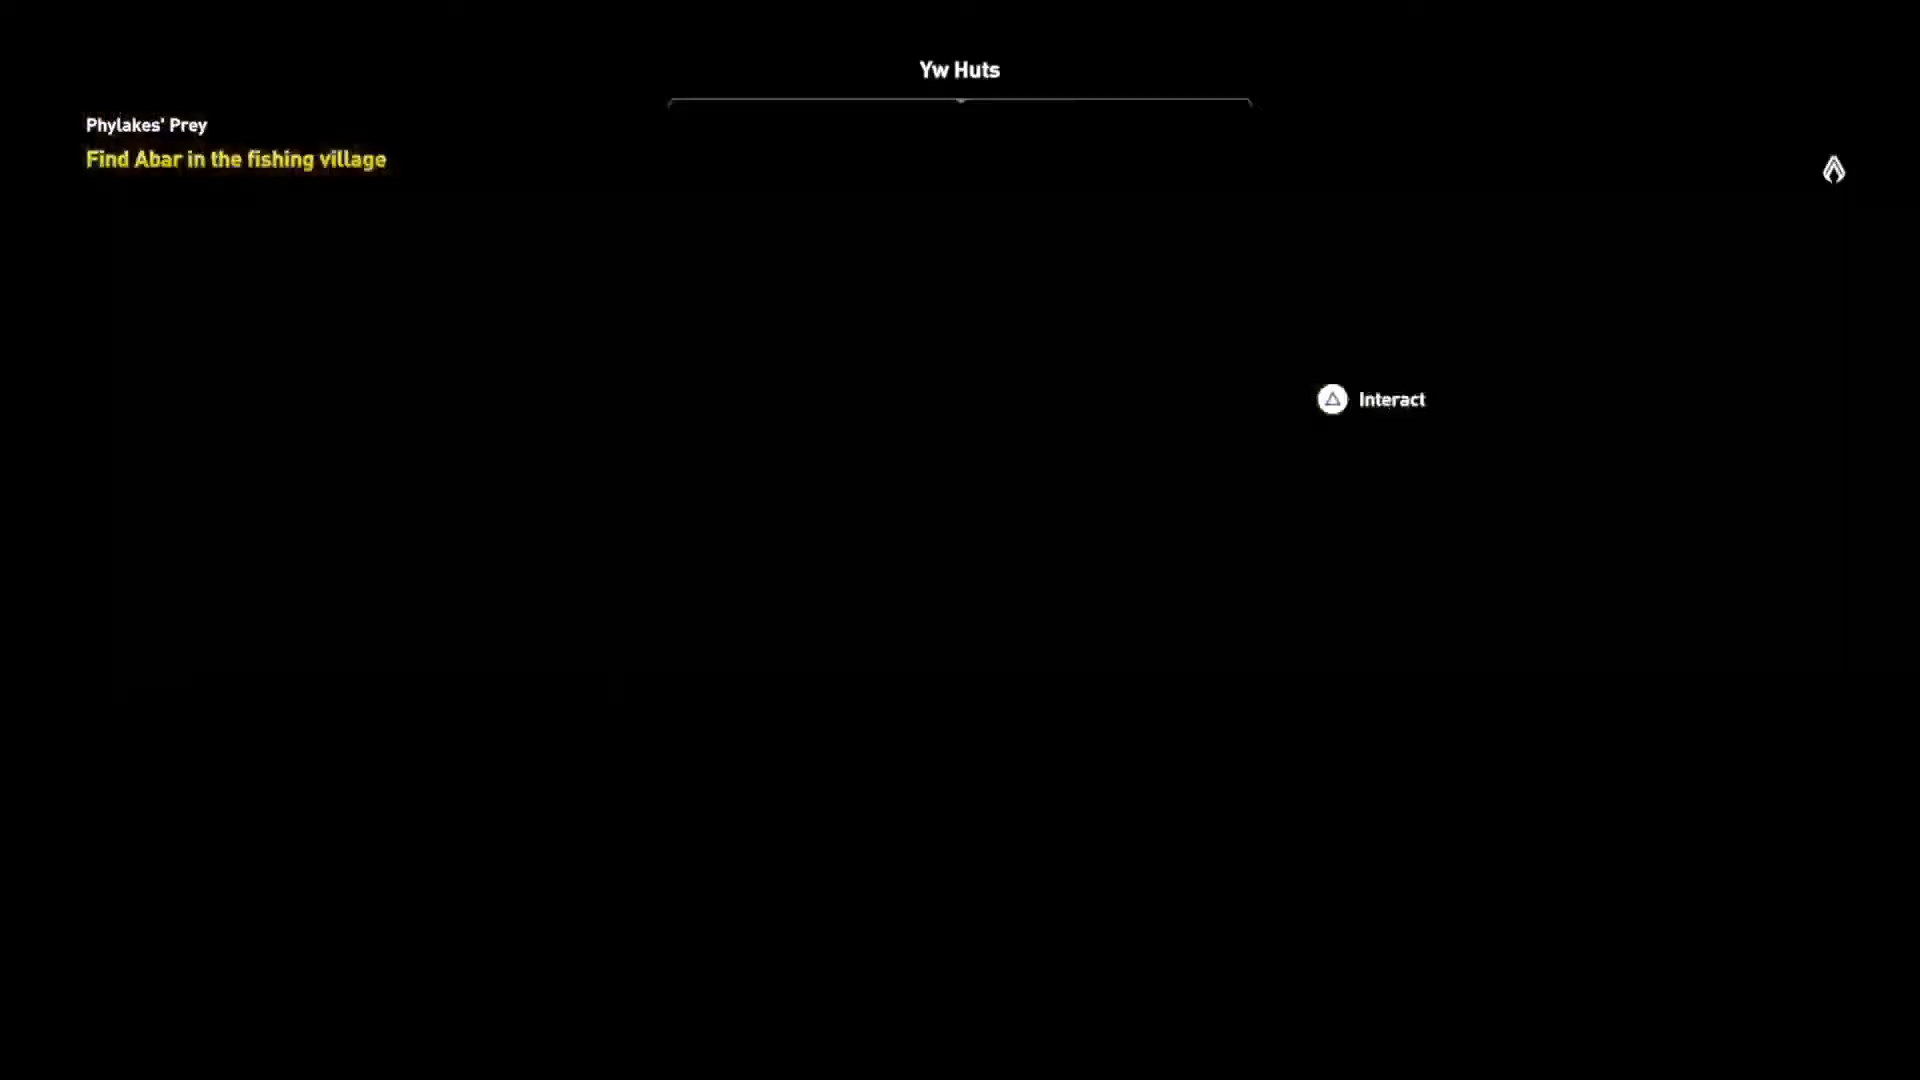 Yw Huts
Phylakes' Prey
Find Abar in the fishing village
Interact